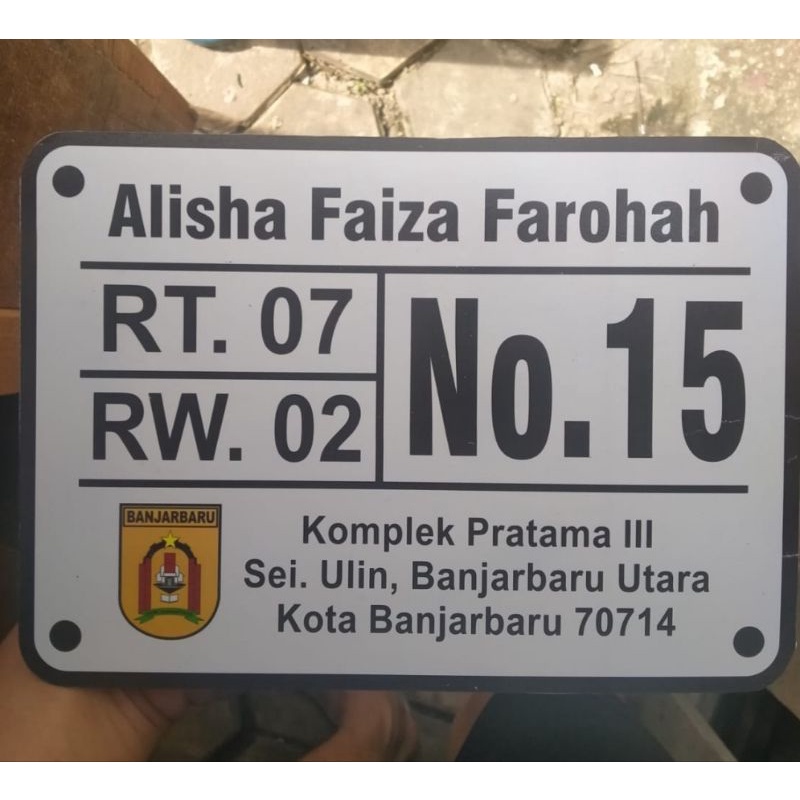 Alisha Faiza Farohah
RT. 07
RW. 02
No.15
BANJARBARU
Komplek Pratama III
Sei. Ulin, Banjarbaru Utara
Kota Banjarbaru 70714